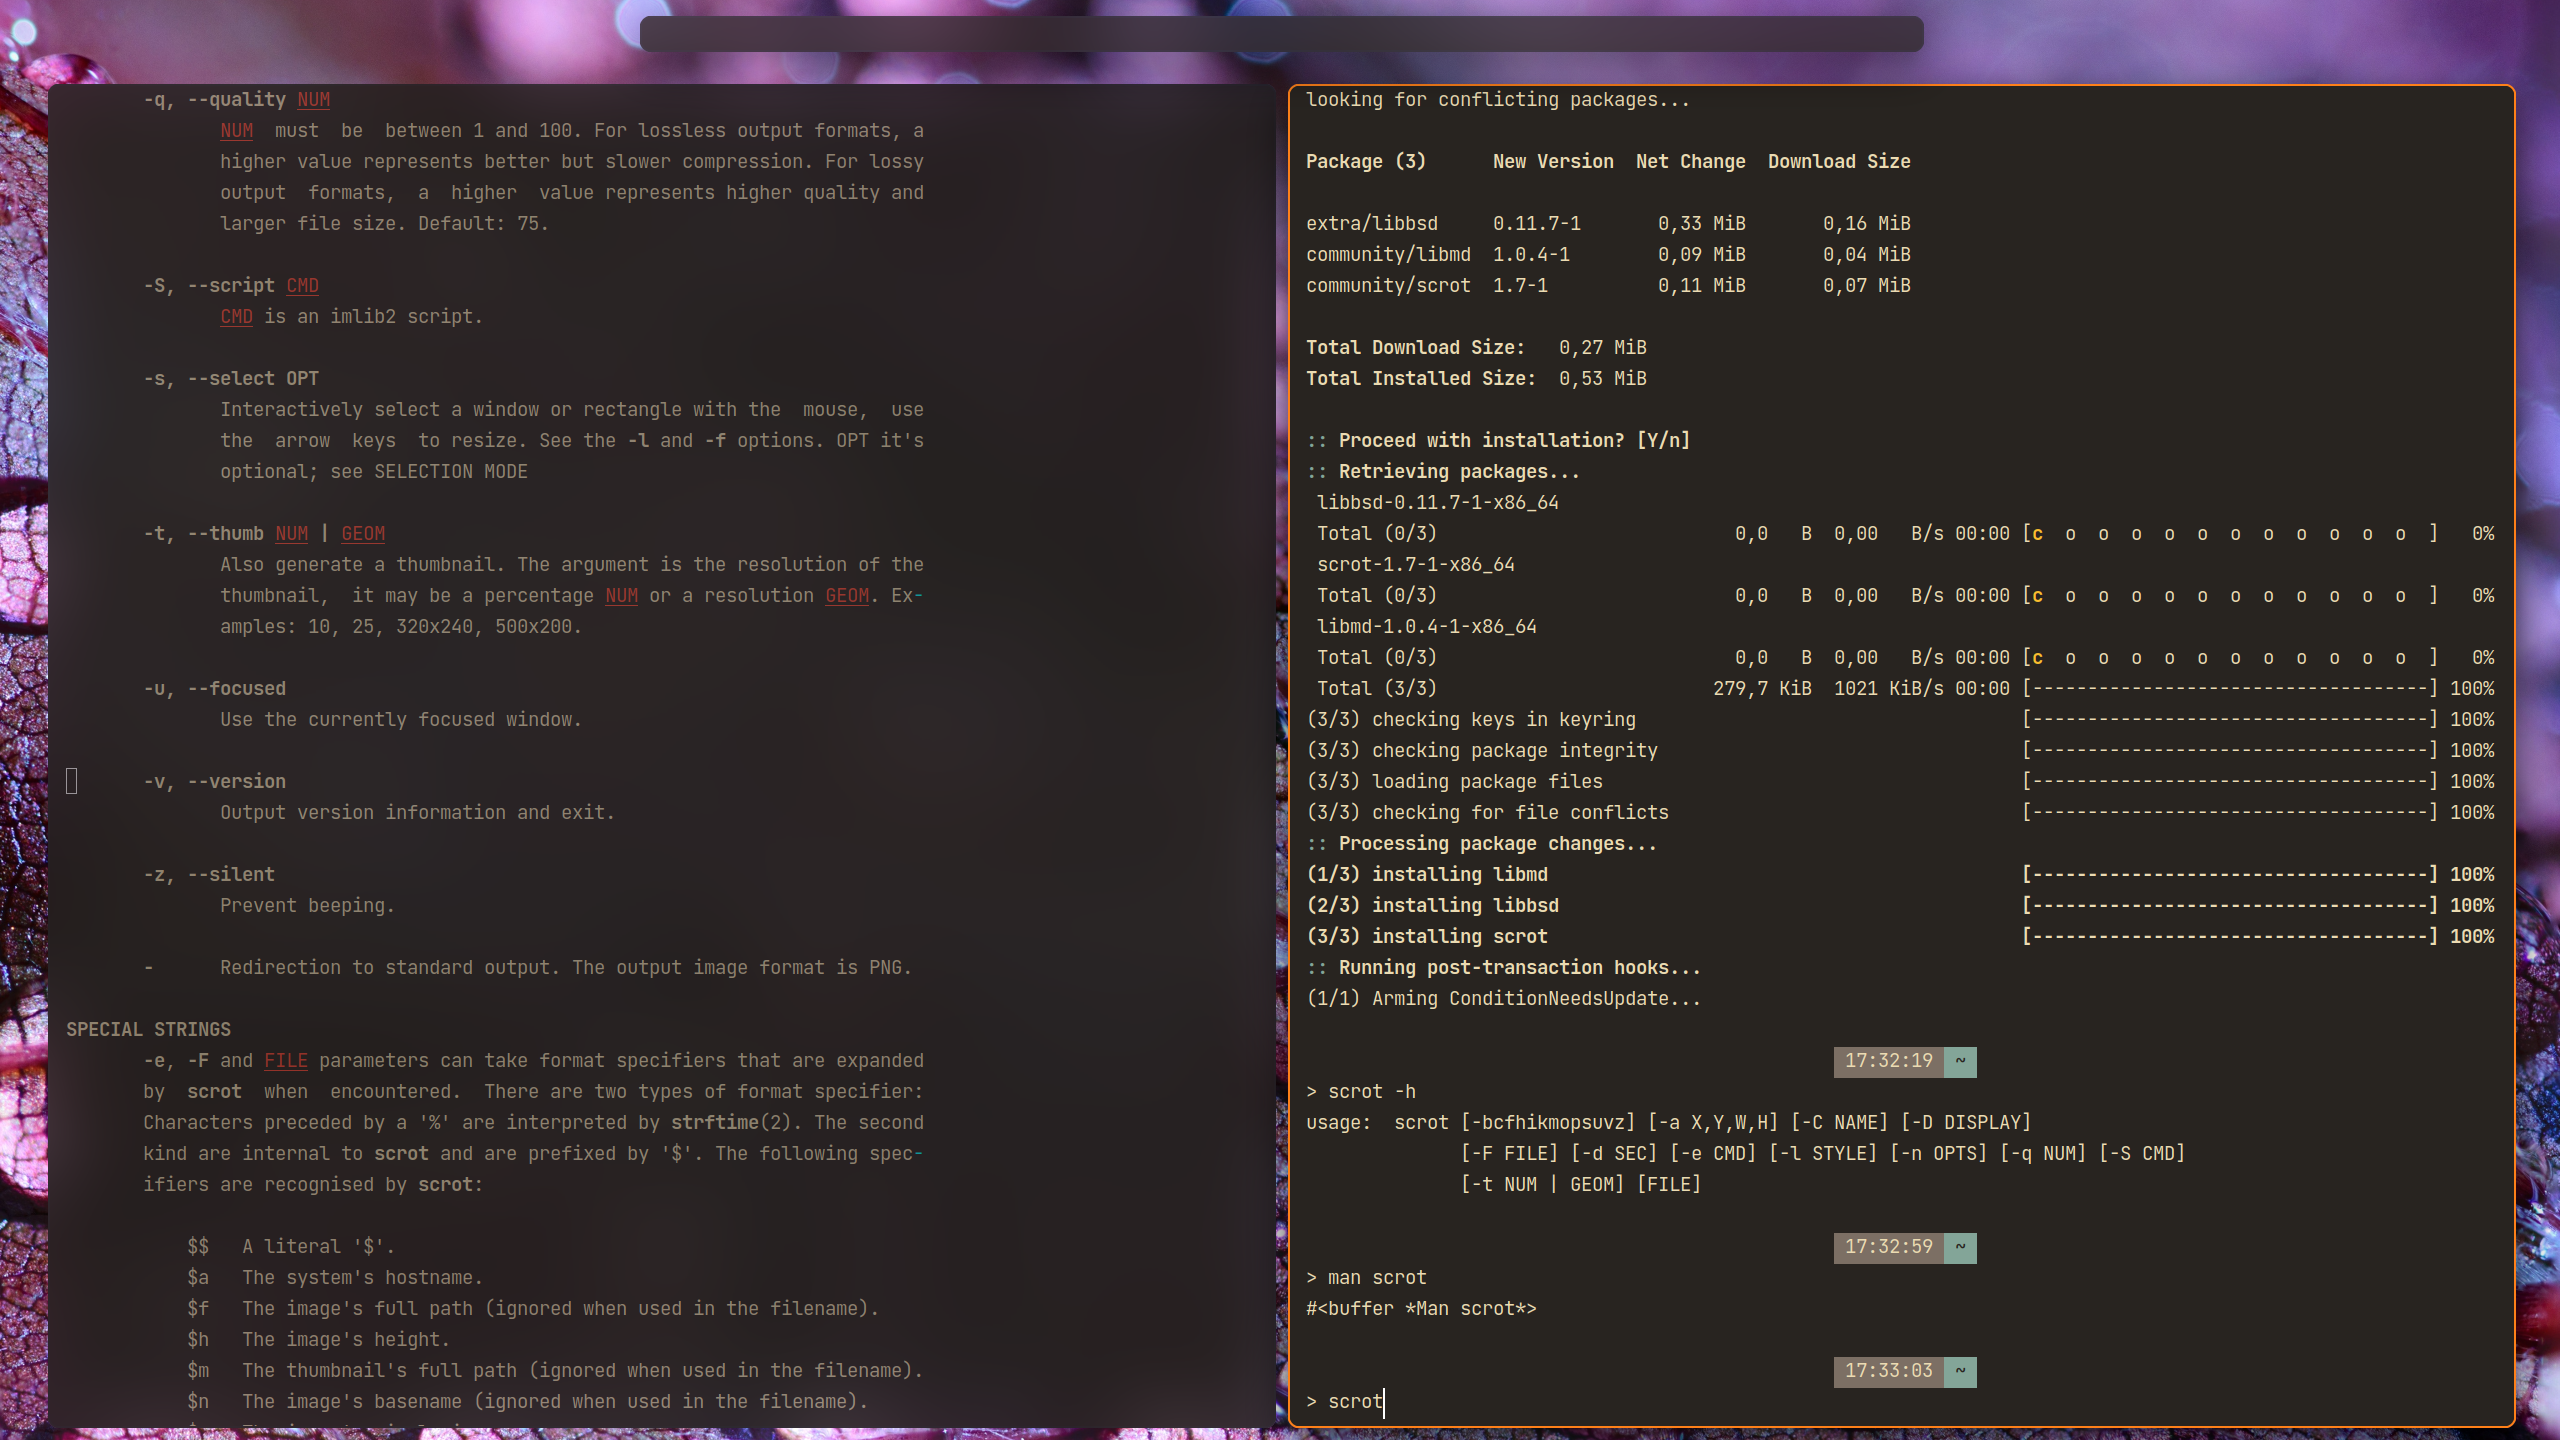 -q, --quality NUM
NUM  must  be  between 1 and 100. For lossless output formats, a
higher value represents better but slower compression. For lossy
output  formats,  a  higher  value represents higher quality and
larger file size. Default: 75.
-S, --script CMD
CMD is an imlib2 script.
-s, --select OPT
Interactively select a window or rectangle with the  mouse,  use
the  arrow  keys  to resize. See the -l and -f options. OPT it's
optional; see SELECTION MODE
-t, --thumb NUM | GEOM
Also generate a thumbnail. The argument is the resolution of the
thumbnail,  it may be a percentage NUM or a resolution GEOM. Ex-
amples: 10, 25, 320x240, 500x200.
-u, --focused
Use the currently focused window.
-v, --version
Output version information and exit.
-z, --silent
Prevent beeping.
-      Redirection to standard output. The output image format is PNG.
SPECIAL STRINGS
-e, -F and FILE parameters can take format specifiers that are expanded
by  scrot  when  encountered.  There are two types of format specifier:
Characters preceded by a '%' are interpreted by strftime(2). The second
kind are internal to scrot and are prefixed by '$'. The following spec-
ifiers are recognised by scrot:
$$   A literal '$'.
$a   The system's hostname.
$f   The image's full path (ignored when used in the filename).
$h   The image's height.
$m   The thumbnail's full path (ignored when used in the filename).
$n   The image's basename (ignored when used in the filename).
looking for conflicting packages...
Package (3)      New Version  Net Change  Download Size
extra/libbsd     0.11.7-1       0,33 MiB       0,16 MiB
community/libmd  1.0.4-1        0,09 MiB       0,04 MiB
community/scrot  1.7-1          0,11 MiB       0,07 MiB
Total Download Size:   0,27 MiB
Total Installed Size:  0,53 MiB
:: Proceed with installation? [Y/n]
:: Retrieving packages...
libbsd-0.11.7-1-x86_64
Total (0/3)                           0,0   B  0,00   B/s 00:00 [c  o  o  o  o  o  o  o  o  o  o  o  ]   0%
scrot-1.7-1-x86_64
Total (0/3)                           0,0   B  0,00   B/s 00:00 [c  o  o  o  o  o  o  o  o  o  o  o  ]   0%
libmd-1.0.4-1-x86_64
Total (0/3)                           0,0   B  0,00   B/s 00:00 [c  o  o  o  o  o  o  o  o  o  o  o  ]   0%
Total (3/3)                         279,7 KiB  1021 KiB/s 00:00 [------------------------------------] 100%
(3/3) checking keys in keyring                                   [------------------------------------] 100%
(3/3) checking package integrity                                 [------------------------------------] 100%
(3/3) loading package files                                      [------------------------------------] 100%
(3/3) checking for file conflicts                                [------------------------------------] 100%
:: Processing package changes...
(1/3) installing libmd                                           [------------------------------------] 100%
(2/3) installing libbsd                                          [------------------------------------] 100%
(3/3) installing scrot                                           [------------------------------------] 100%
:: Running post-transaction hooks...
(1/1) Arming ConditionNeedsUpdate...
17:32:19  ~
> scrot -h
usage:  scrot [-bcfhikmopsuvz] [-a X,Y,W,H] [-C NAME] [-D DISPLAY]
[-F FILE] [-d SEC] [-e CMD] [-l STYLE] [-n OPTS] [-q NUM] [-S CMD]
[-t NUM | GEOM] [FILE]
17:32:59  ~
> man scrot
#<buffer *Man scrot*>
17:33:03  ~
> scrot